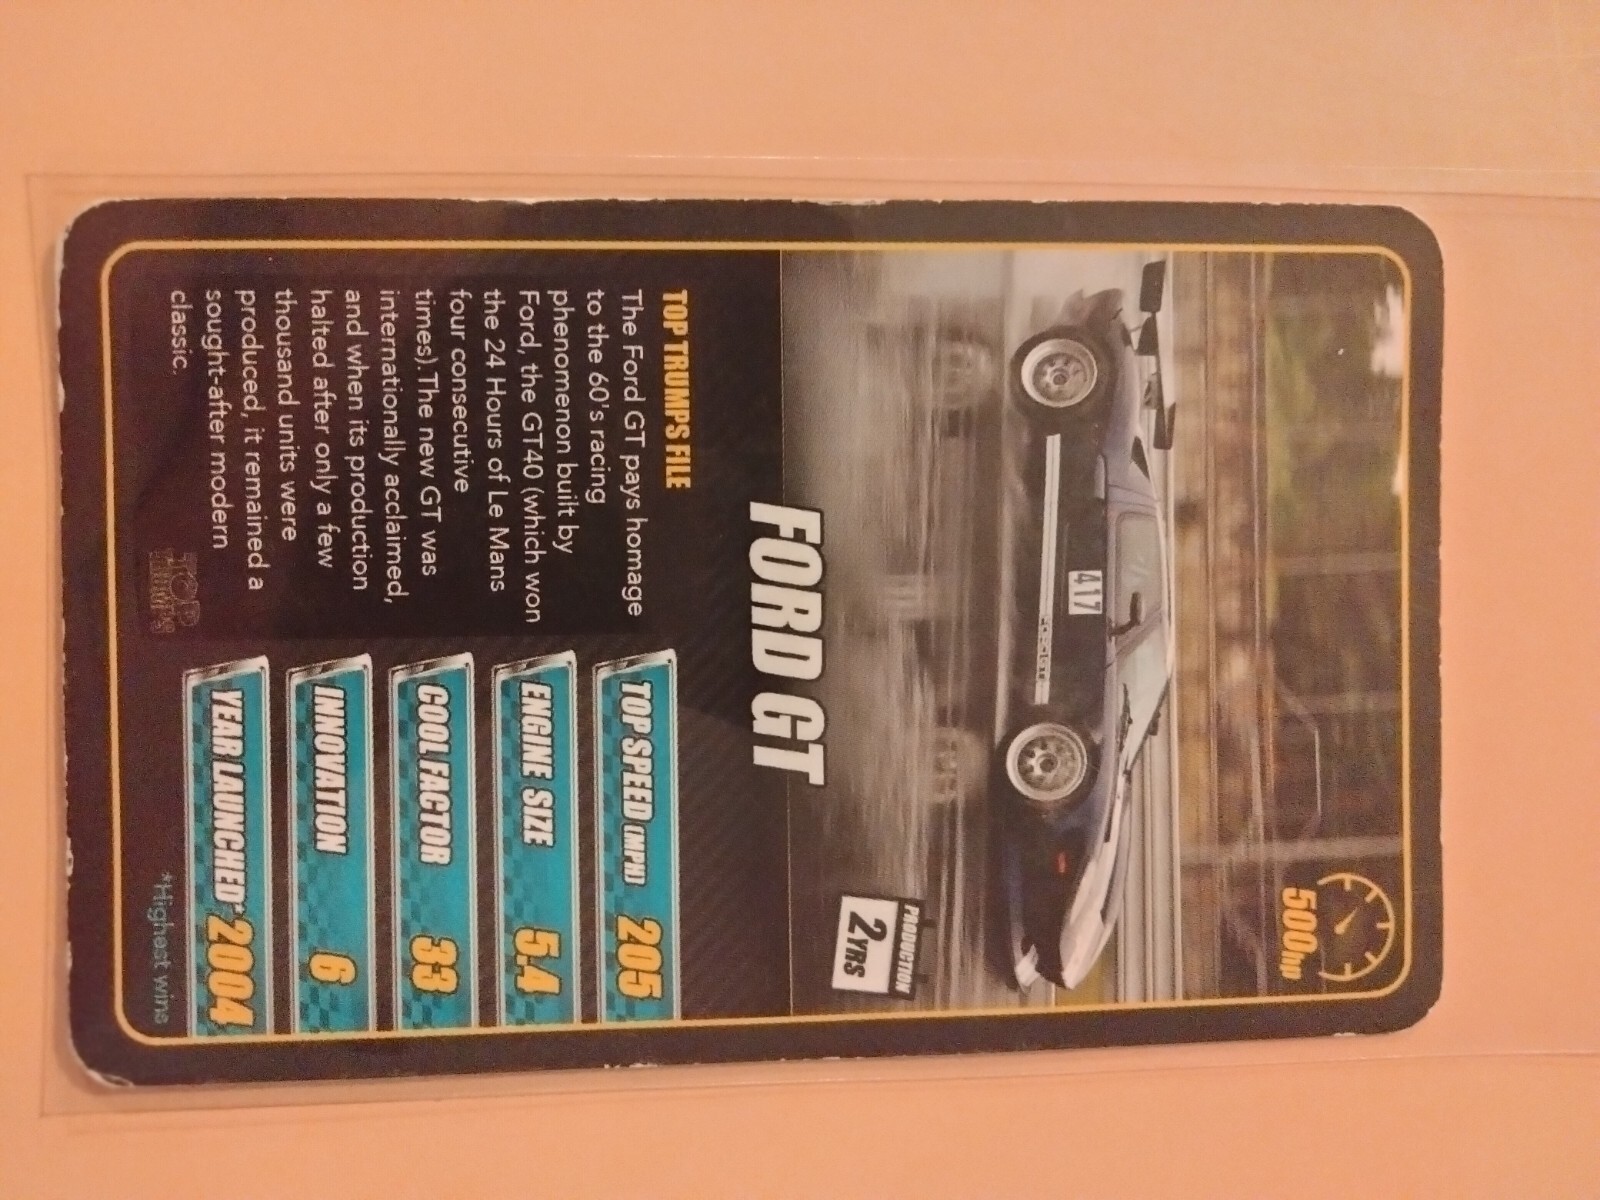 500hp
417
PRODUCTION
2YRS
FORD GT
TOP TRUMPS FILE
The Ford GT pays homage
to the 60's racing
phenomenon built by
Ford, the GT40 (which won
the 24 Hours of Le Mans
four consecutive
times).The new GT was
internationally acclaimed,
and when its production
halted after only a few
thousand units were
produced, it remained a
sought-after modern
classic.
TOP TRUMPS
TOP SPEED (MPH) 205
ENGINE SIZE 5.4
COOL FACTOR 33
INNOVATION 6
YEAR LAUNCHED* 2004
*Highest wins